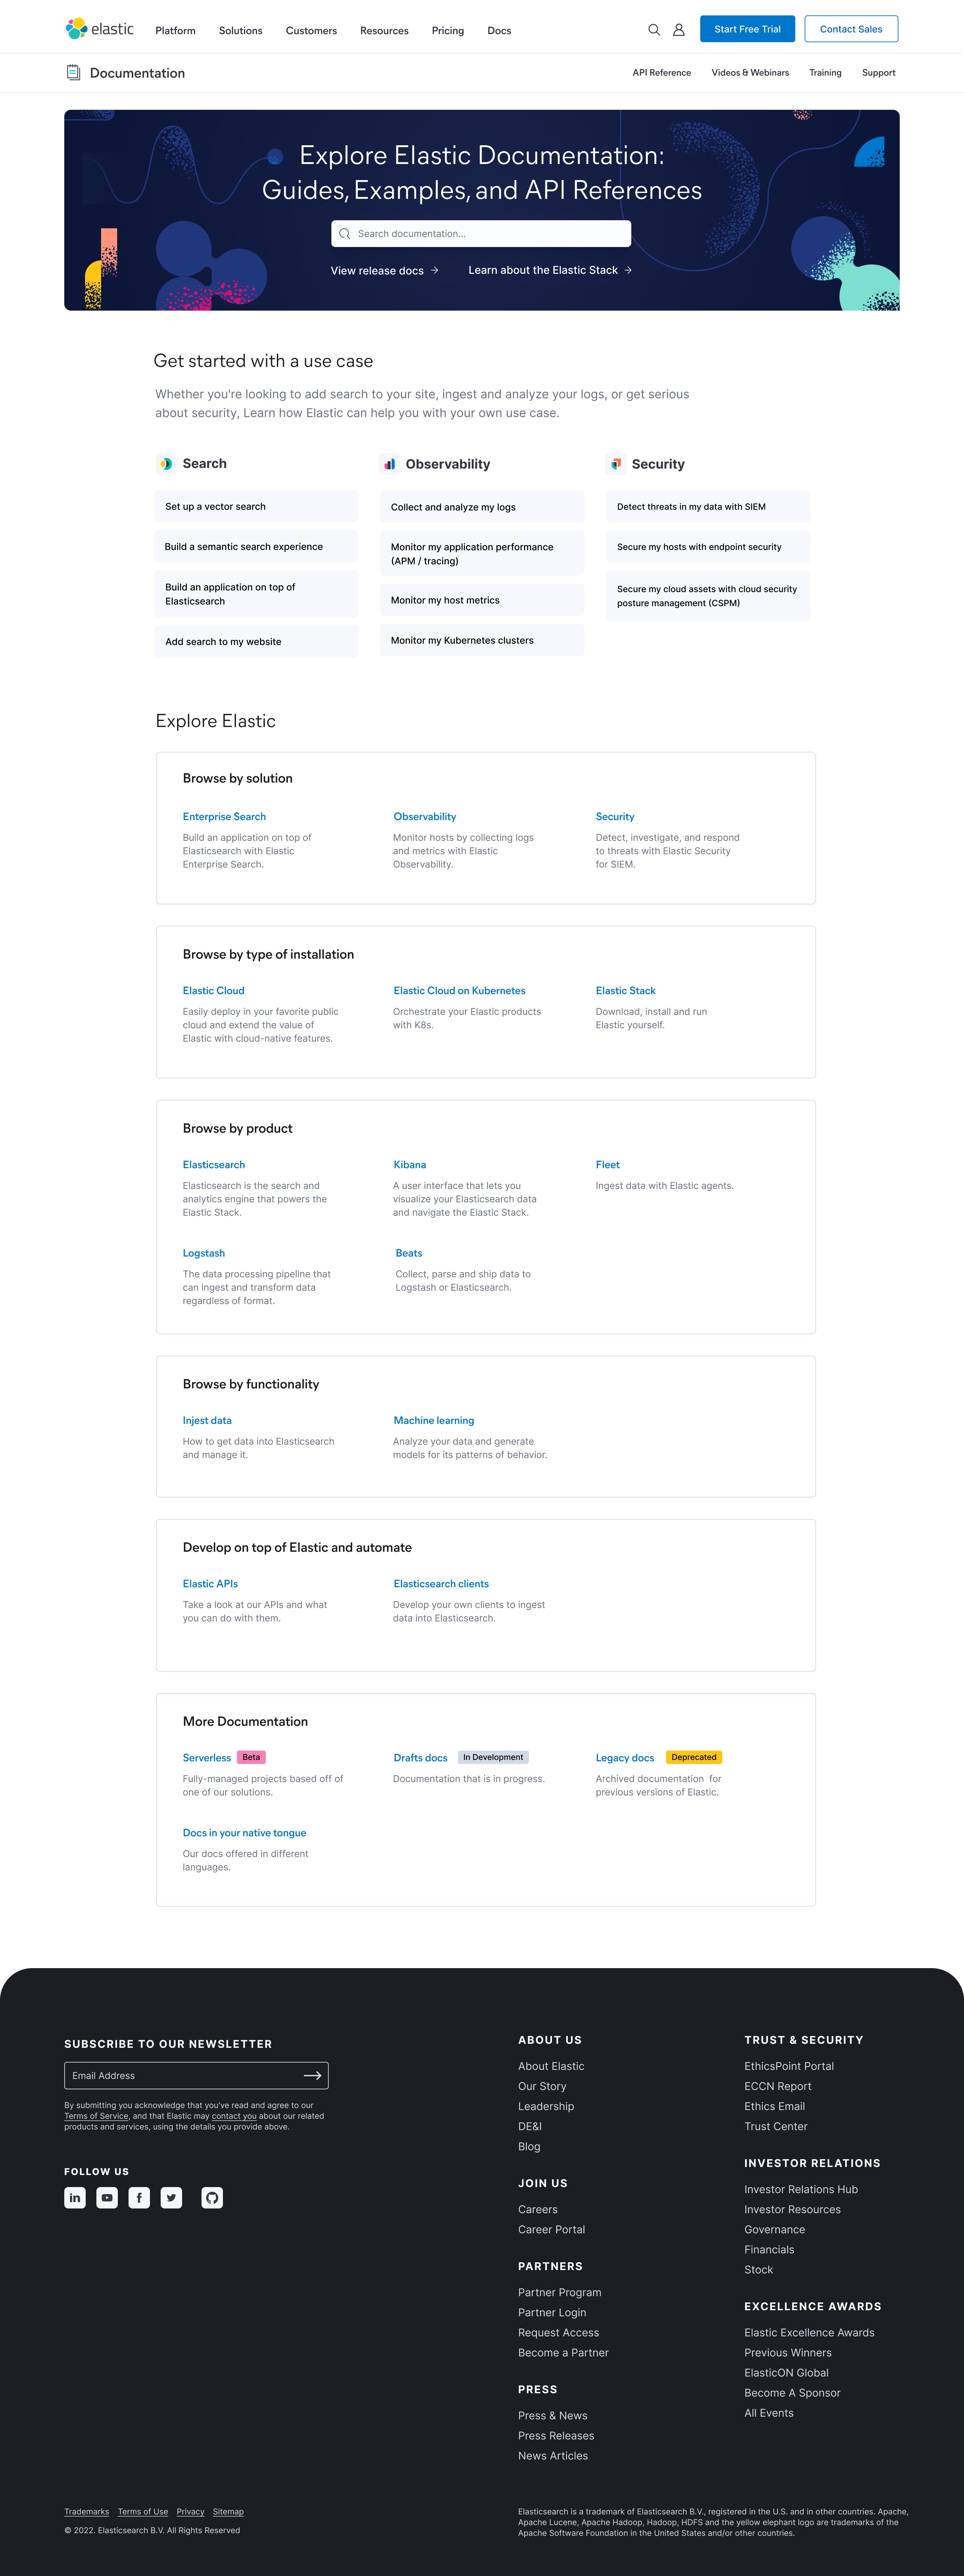 elastic
Platform
Solutions
Customers
Resources
Pricing
Docs
Start Free Trial
Contact Sales
Documentation
API Reference
Videos & Webinars
Training
Support
Explore Elastic Documentation:
Guides, Examples, and API References
Search documentation...
View release docs →
Learn about the Elastic Stack →
Get started with a use case
Whether you're looking to add search to your site, ingest and analyze your logs, or get serious
about security, Learn how Elastic can help you with your own use case.
Search
Set up a vector search
Build a semantic search experience
Build an application on top of
Elasticsearch
Add search to my website
Observability
Collect and analyze my logs
Monitor my application performance
(APM / tracing)
Monitor my host metrics
Monitor my Kubernetes clusters
Security
Detect threats in my data with SIEM
Secure my hosts with endpoint security
Secure my cloud assets with cloud security
posture management (CSPM)
Explore Elastic
Browse by solution
Enterprise Search
Build an application on top of
Elasticsearch with Elastic
Enterprise Search.
Observability
Monitor hosts by collecting logs
and metrics with Elastic
Observability.
Security
Detect, investigate, and respond
to threats with Elastic Security
for SIEM.
Browse by type of installation
Elastic Cloud
Easily deploy in your favorite public
cloud and extend the value of
Elastic with cloud-native features.
Elastic Cloud on Kubernetes
Orchestrate your Elastic products
with K8s.
Elastic Stack
Download, install and run
Elastic yourself.
Browse by product
Elasticsearch
Elasticsearch is the search and
analytics engine that powers the
Elastic Stack.
Kibana
A user interface that lets you
visualize your Elasticsearch data
and navigate the Elastic Stack.
Fleet
Ingest data with Elastic agents.
Logstash
The data processing pipeline that
can ingest and transform data
regardless of format.
Beats
Collect, parse and ship data to
Logstash or Elasticsearch.
Browse by functionality
Injest data
How to get data into Elasticsearch
and manage it.
Machine learning
Analyze your data and generate
models for its patterns of behavior.
Develop on top of Elastic and automate
Elastic APIs
Take a look at our APIs and what
you can do with them.
Elasticsearch clients
Develop your own clients to ingest
data into Elasticsearch.
More Documentation
Serverless Beta
Fully-managed projects based off of
one of our solutions.
Drafts docs In Development
Documentation that is in progress.
Legacy docs Deprecated
Archived documentation for
previous versions of Elastic.
Docs in your native tongue
Our docs offered in different
languages.
SUBSCRIBE TO OUR NEWSLETTER
Email Address
By submitting you acknowledge that you've read and agree to our
Terms of Service, and that Elastic may contact you about our related
products and services, using the details you provide above.
FOLLOW US
in
f
ABOUT US
About Elastic
Our Story
Leadership
DE&I
Blog
JOIN US
Careers
Career Portal
PARTNERS
Partner Program
Partner Login
Request Access
Become a Partner
PRESS
Press & News
Press Releases
News Articles
TRUST & SECURITY
EthicsPoint Portal
ECCN Report
Ethics Email
Trust Center
INVESTOR RELATIONS
Investor Relations Hub
Investor Resources
Governance
Financials
Stock
EXCELLENCE AWARDS
Elastic Excellence Awards
Previous Winners
ElasticON Global
Become A Sponsor
All Events
Trademarks
Terms of Use
Privacy
Sitemap
© 2022. Elasticsearch B.V. All Rights Reserved
Elasticsearch is a trademark of Elasticsearch B.V., registered in the U.S. and in other countries. Apache,
Apache Lucene, Apache Hadoop, Hadoop, HDFS and the yellow elephant logo are trademarks of the
Apache Software Foundation in the United States and/or other countries.